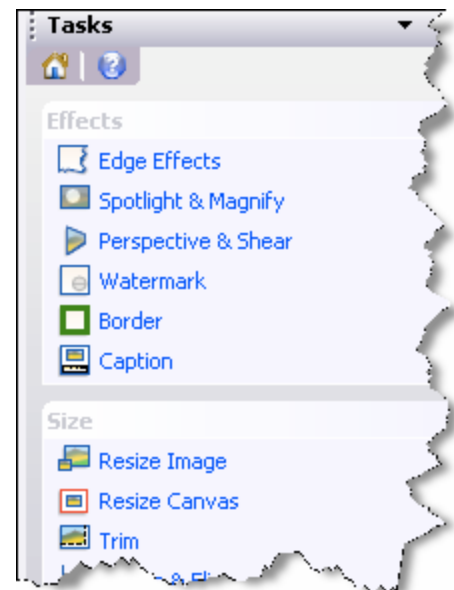 Tasks
Effects
Edge Effects
Spotlight & Magnify
Perspective & Shear
Watermark
Border
Caption
Size
Resize Image
Resize Canvas
Trim
&